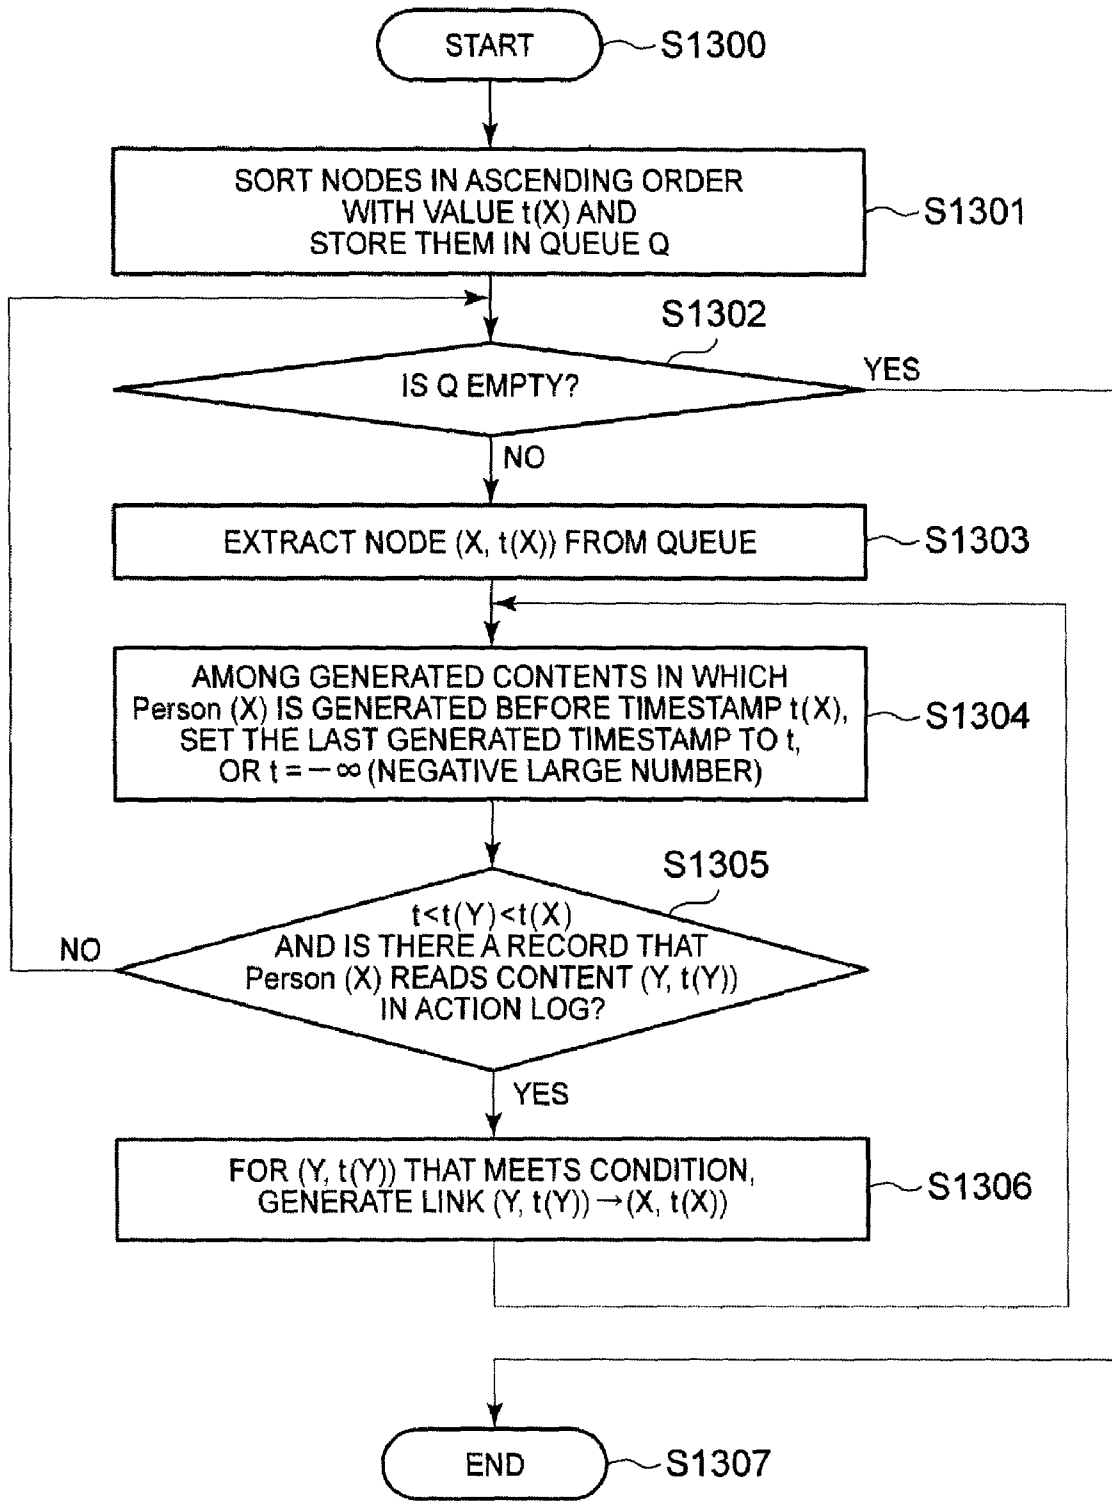 START
S1300
SORT NODES IN ASCENDING ORDER
WITH VALUE t(X) AND
STORE THEM IN QUEUE Q
S1301
S1302
IS Q EMPTY?
YES
NO
EXTRACT NODE (X, t(X)) FROM QUEUE
S1303
AMONG GENERATED CONTENTS IN WHICH
Person (X) IS GENERATED BEFORE TIMESTAMP t(X),
SET THE LAST GENERATED TIMESTAMP TO t,
OR t = −∞ (NEGATIVE LARGE NUMBER)
S1304
S1305
t<t(Y)<t(X)
AND IS THERE A RECORD THAT
Person (X) READS CONTENT (Y, t(Y))
IN ACTION LOG?
NO
YES
FOR (Y, t(Y)) THAT MEETS CONDITION,
GENERATE LINK (Y, t(Y)) →(X, t(X))
S1306
END
S1307